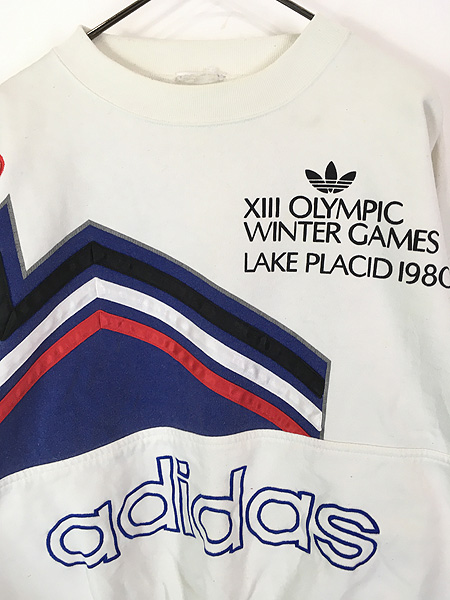 XIII OLYMPIC
WINTER GAMES
LAKE PLACID 1980
adidas